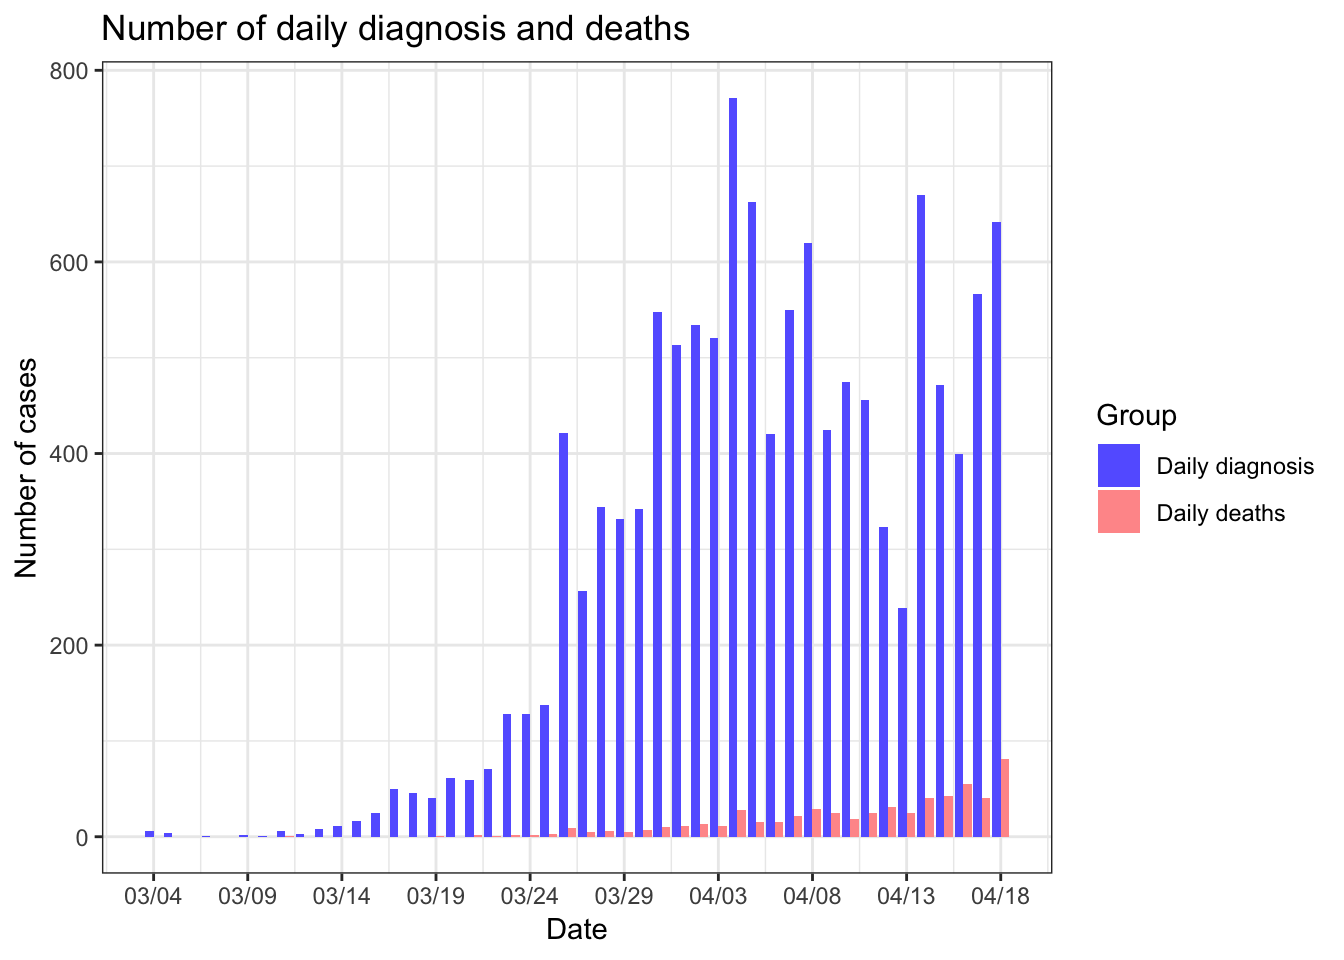 Number of daily diagnosis and deaths
800
600
400
200
0
Number of cases
03/04 03/09 03/14 03/19 03/24 03/29 04/03 04/08 04/13 04/18
Date
Group
Daily diagnosis
Daily deaths